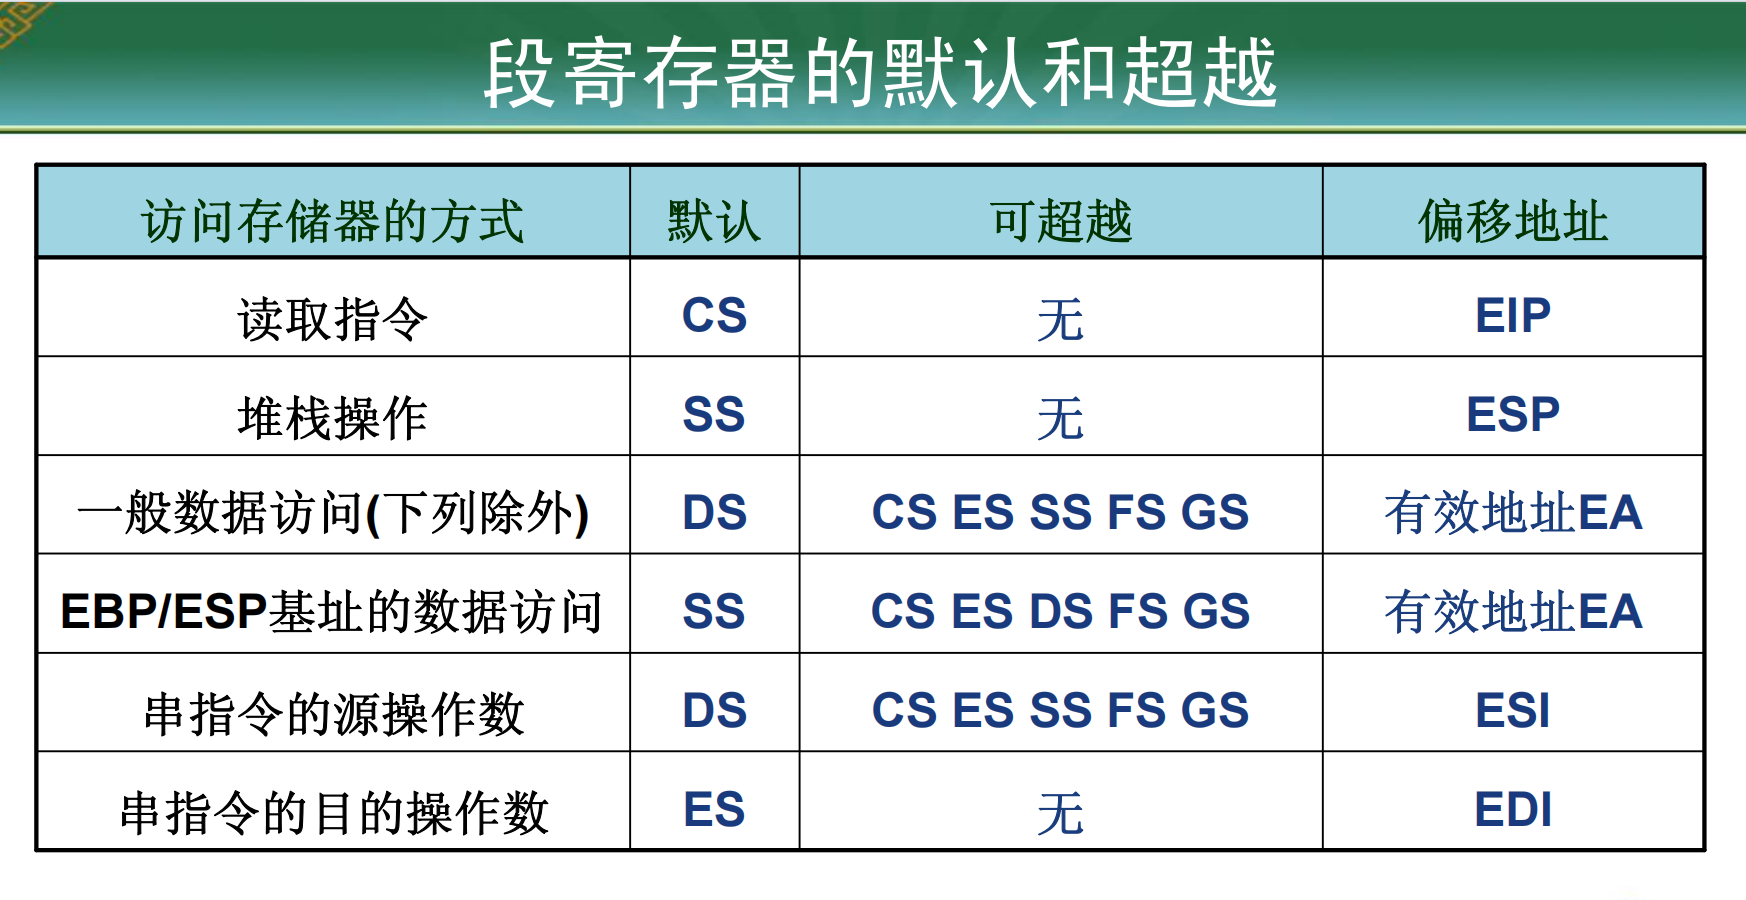 段寄存器的默认和超越
访问存储器的方式 默认 可超越 偏移地址
读取指令 CS 无 EIP
堆栈操作 SS 无 ESP
一般数据访问(下列除外) DS CS ES SS FS GS 有效地址EA
EBP/ESP基址的数据访问 SS CS ES DS FS GS 有效地址EA
串指令的源操作数 DS CS ES SS FS GS ESI
串指令的目的操作数 ES 无 EDI